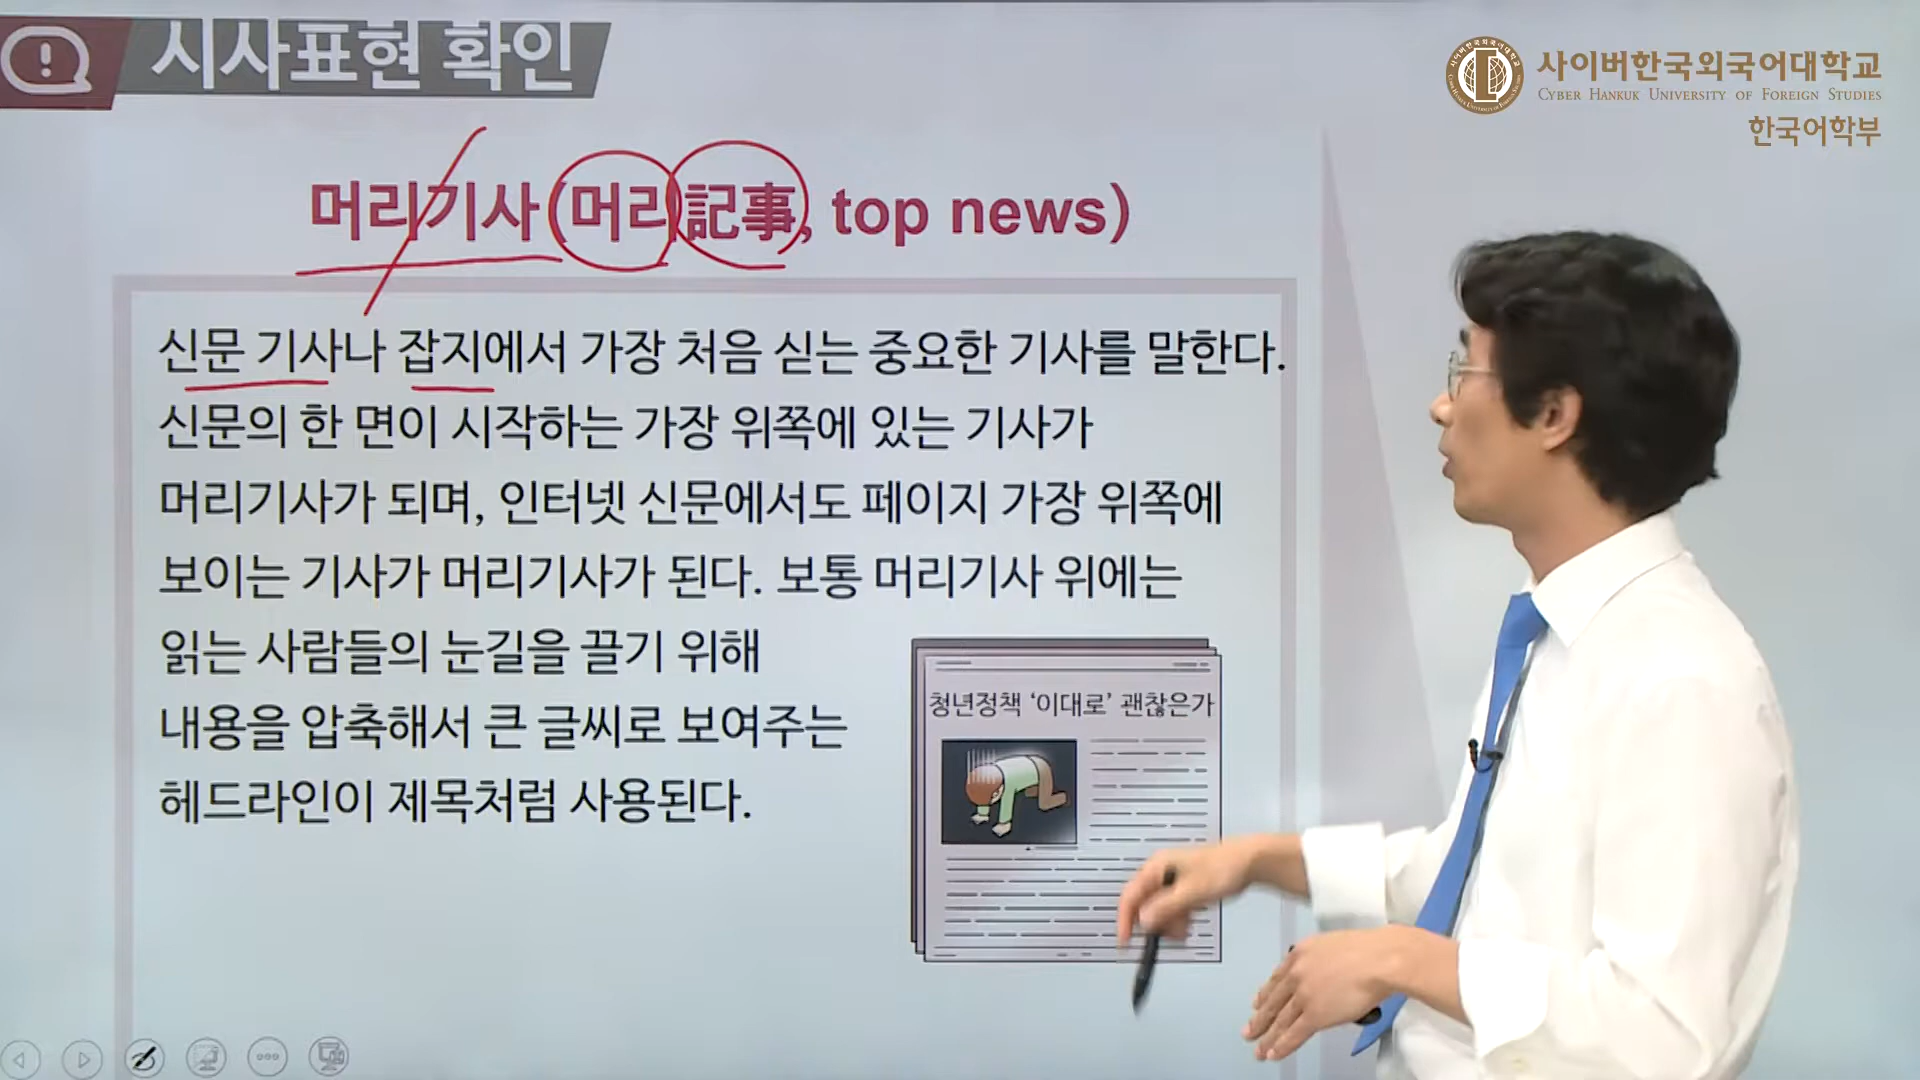 시사표현 확인
사이버한국외국어대학교
CYBER HANKUK UNIVERSITY OF FOREIGN STUDIES
한국어학부
머리기사 (머리記事, top news)
신문 기사나 잡지에서 가장 처음 싣는 중요한 기사를 말한다.
신문의 한 면이 시작하는 가장 위쪽에 있는 기사가
머리기사가 되며, 인터넷 신문에서도 페이지 가장 위쪽에
보이는 기사가 머리기사가 된다. 보통 머리기사 위에는
읽는 사람들의 눈길을 끌기 위해
내용을 압축해서 큰 글씨로 보여주는
헤드라인이 제목처럼 사용된다.
청년정책 ‘이대로’ 괜찮은가